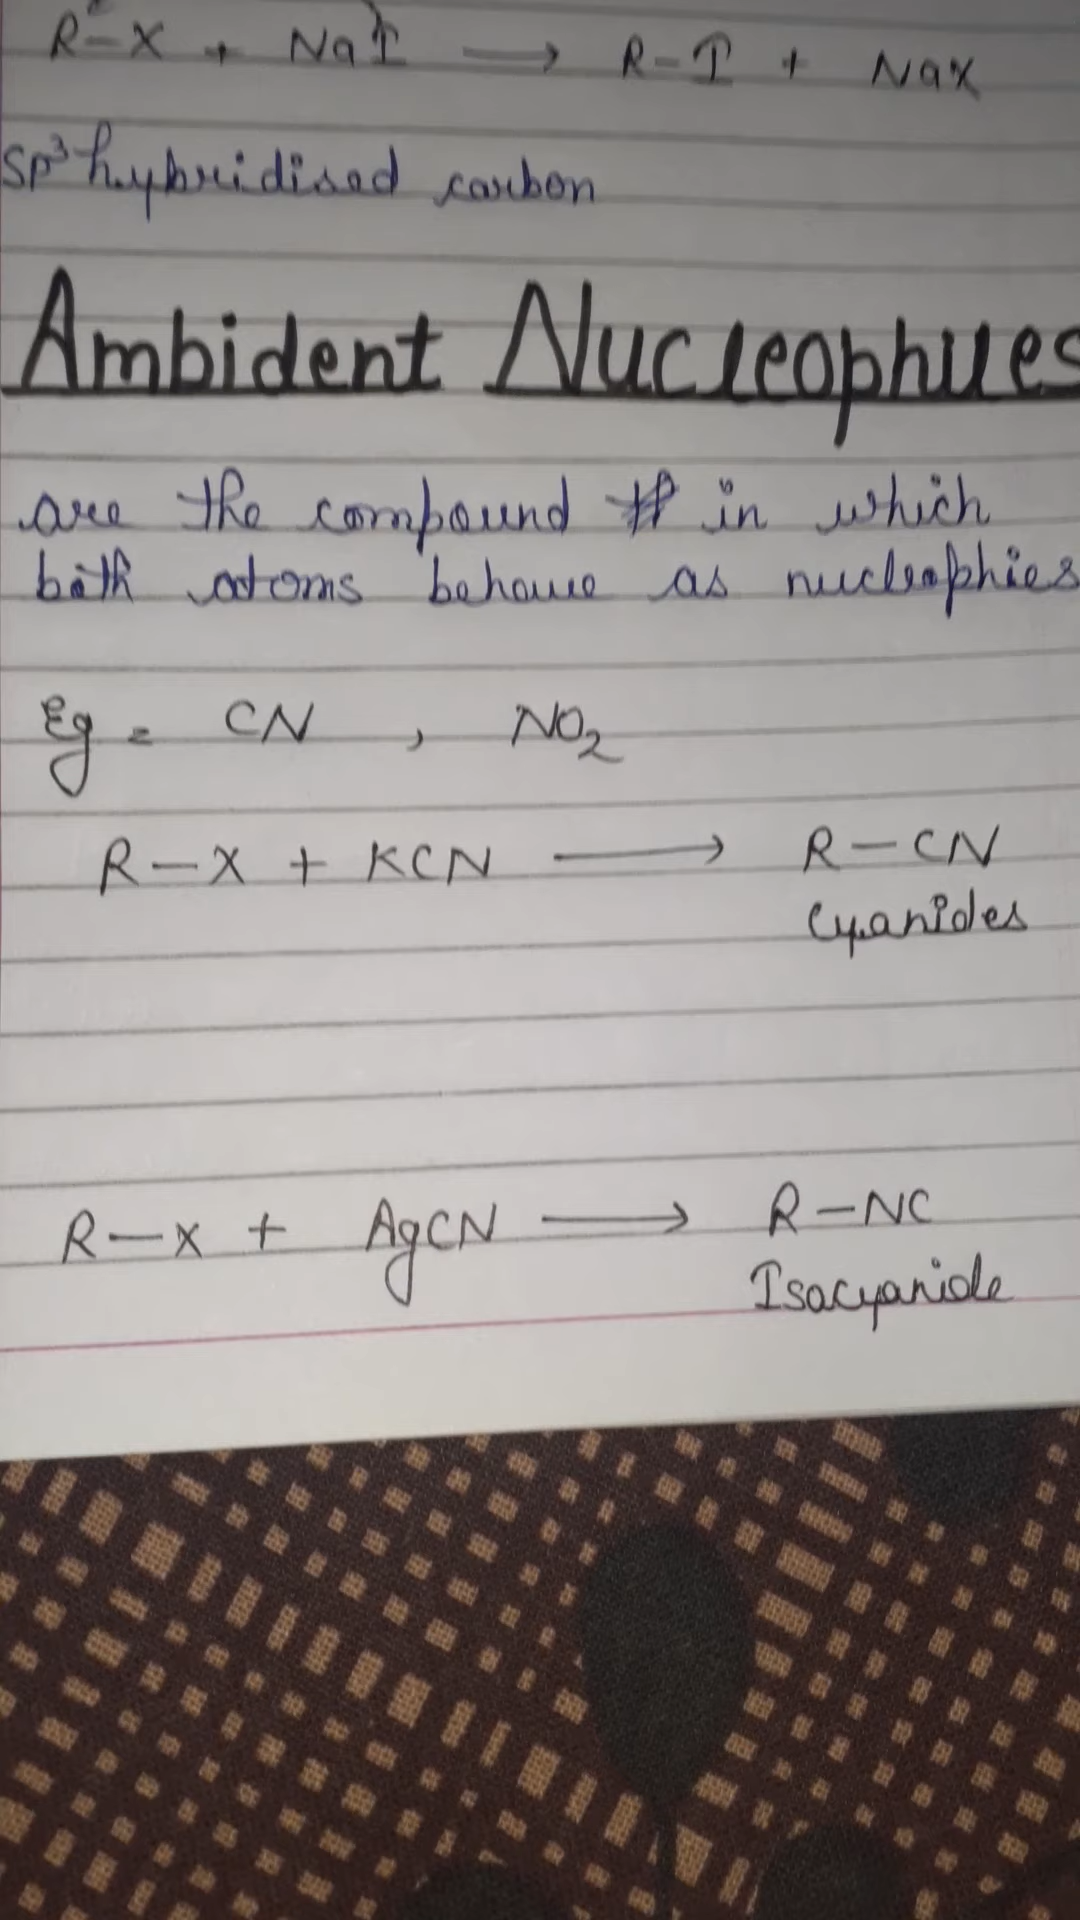 R-X + NaI ⟶ R-I + NaX
SP³ hybridised carbon
Ambident Nucleophiles
are the compound in which
both atoms behave as nucleophies
Eg = CN , NO₂
R-X + KCN ⟶ R-CN
Cyanides
R-X + AgCN ⟶ R-NC
Isacyanide